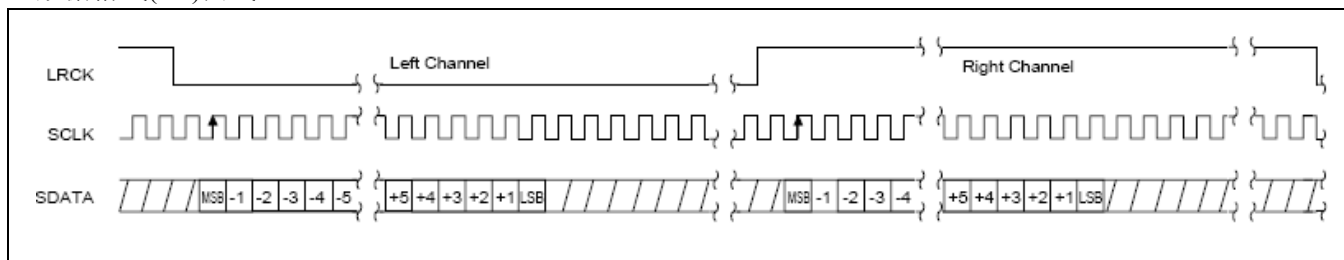 Left Channel
Right Channel
LRCK
SCLK
SDATA
MSB -1 -2 -3 -4 -5 +5 +4 +3 +2 +1 LSB MSB -1 -2 -3 -4 +5 +4 +3 +2 +1 LSB